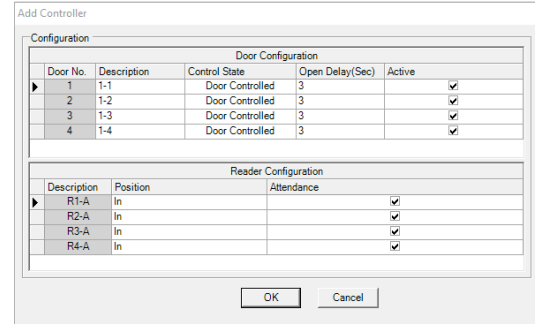 Add Controller
Configuration
Door Configuration
Door No. Description Control State Open Delay(Sec) Active
1 1-1 Door Controlled 3
2 1-2 Door Controlled 3
3 1-3 Door Controlled 3
4 1-4 Door Controlled 3
Reader Configuration
Description Position Attendance
R1-A In
R2-A In
R3-A In
R4-A In
OK Cancel